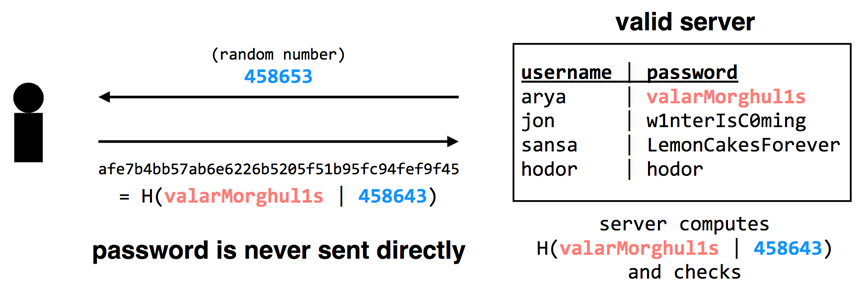 valid server
(random number)
458653
username | password
arya | valarMorghul1s
jon | w1nterIsC0ming
sansa | LemonCakesForever
hodor | hodor
afe7b4bb57ab6e6226b5205f51b95fc94fef9f45
= H(valarMorghul1s | 458643)
password is never sent directly
server computes
H(valarMorghul1s | 458643)
and checks